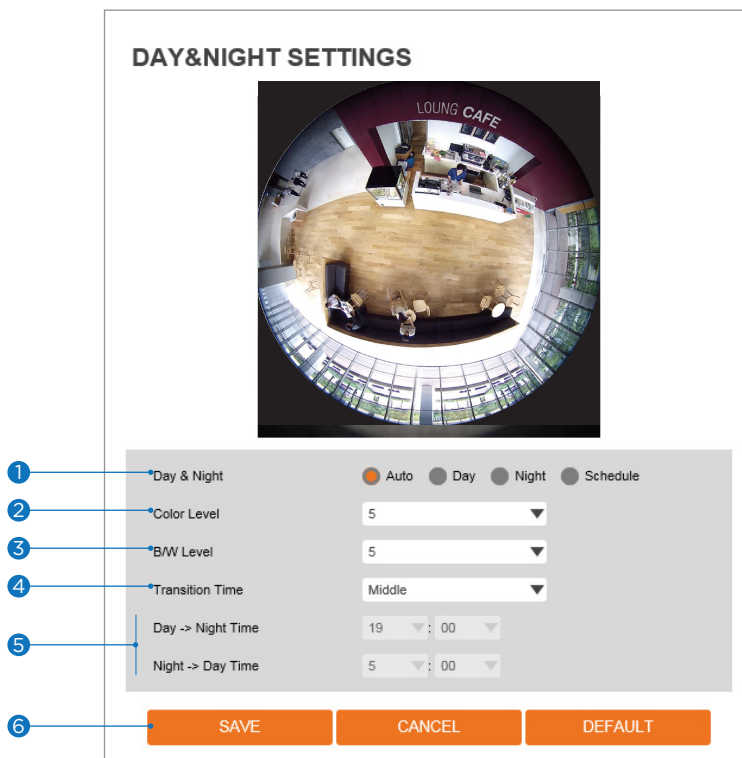 DAY&NIGHT SETTINGS
LOUNG CAFE
1 Day & Night Auto Day Night Schedule
2 Color Level 5
3 B/W Level 5
4 Transition Time Middle
Day -> Night Time 19 : 00
5
Night -> Day Time 5 : 00
6 SAVE CANCEL DEFAULT